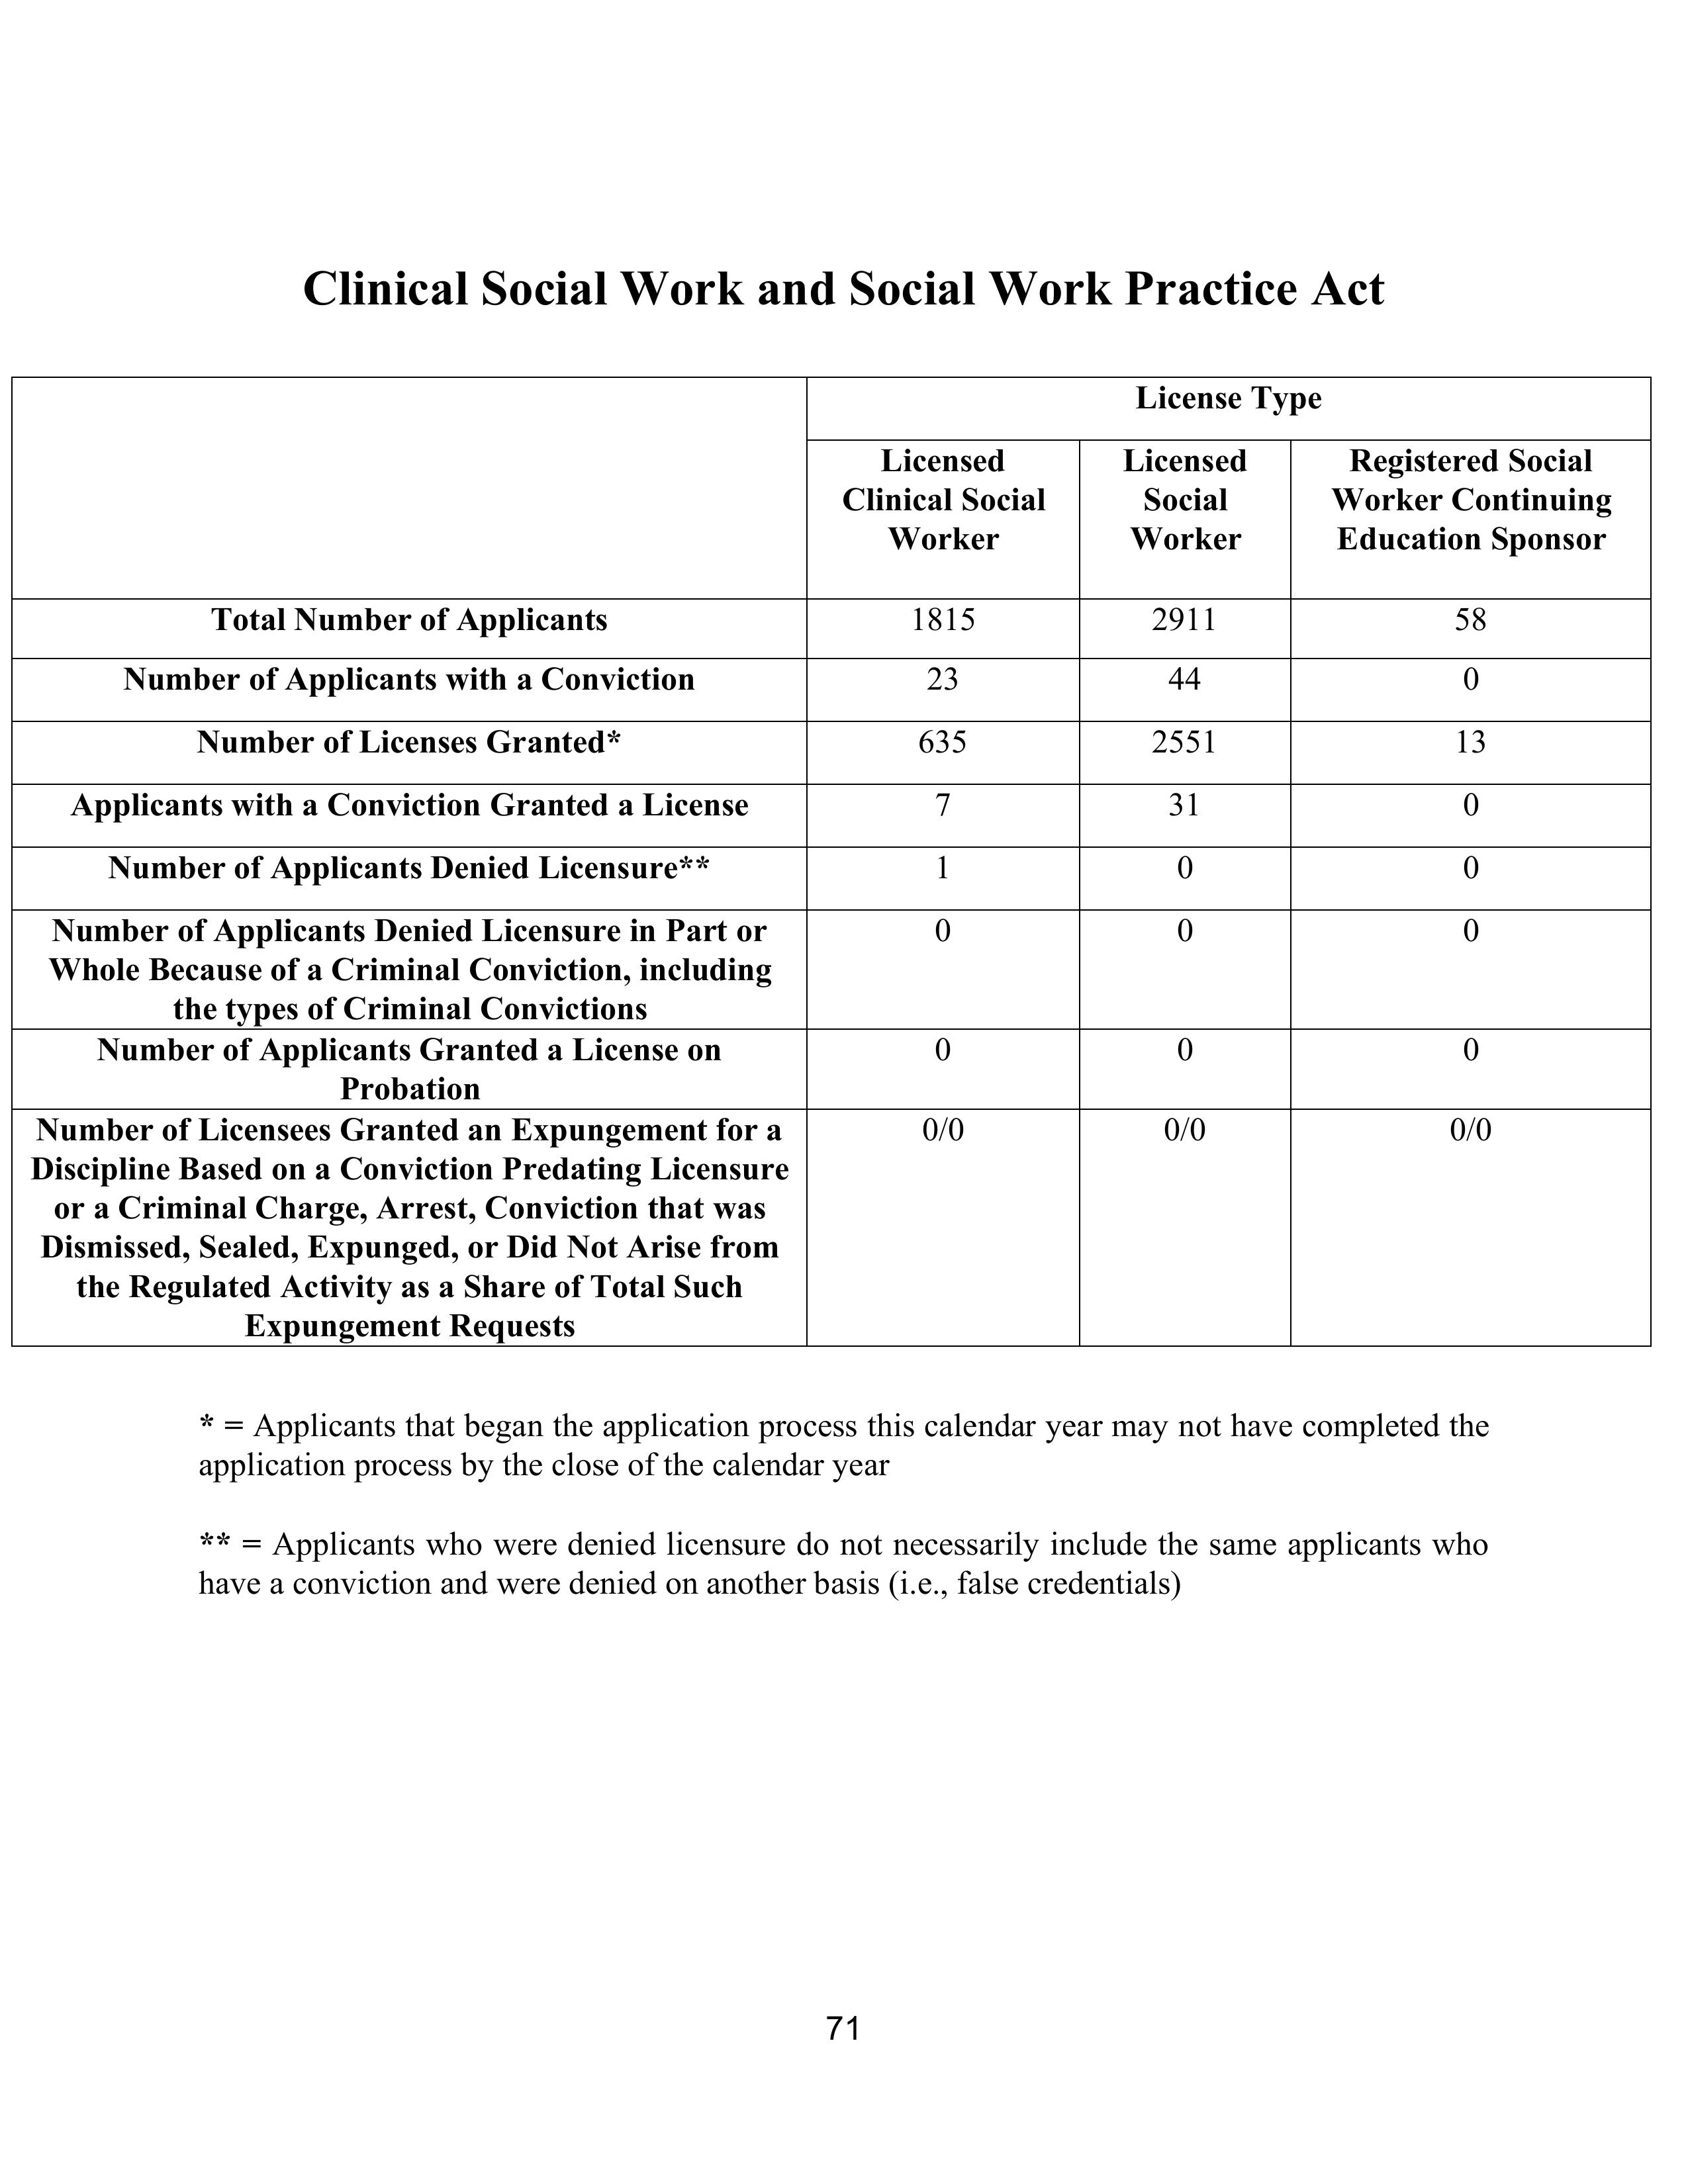 Clinical Social Work and Social Work Practice Act
License Type
Licensed
Clinical Social
Worker
Licensed
Social
Worker
Registered Social
Worker Continuing
Education Sponsor
Total Number of Applicants 1815 2911 58
Number of Applicants with a Conviction 23 44 0
Number of Licenses Granted* 635 2551 13
Applicants with a Conviction Granted a License 7 31 0
Number of Applicants Denied Licensure** 1 0 0
Number of Applicants Denied Licensure in Part or 0 0 0
Whole Because of a Criminal Conviction, including
the types of Criminal Convictions
Number of Applicants Granted a License on 0 0 0
Probation
Number of Licensees Granted an Expungement for a 0/0 0/0 0/0
Discipline Based on a Conviction Predating Licensure
or a Criminal Charge, Arrest, Conviction that was
Dismissed, Sealed, Expunged, or Did Not Arise from
the Regulated Activity as a Share of Total Such
Expungement Requests
* = Applicants that began the application process this calendar year may not have completed the
application process by the close of the calendar year
** = Applicants who were denied licensure do not necessarily include the same applicants who
have a conviction and were denied on another basis (i.e., false credentials)
71